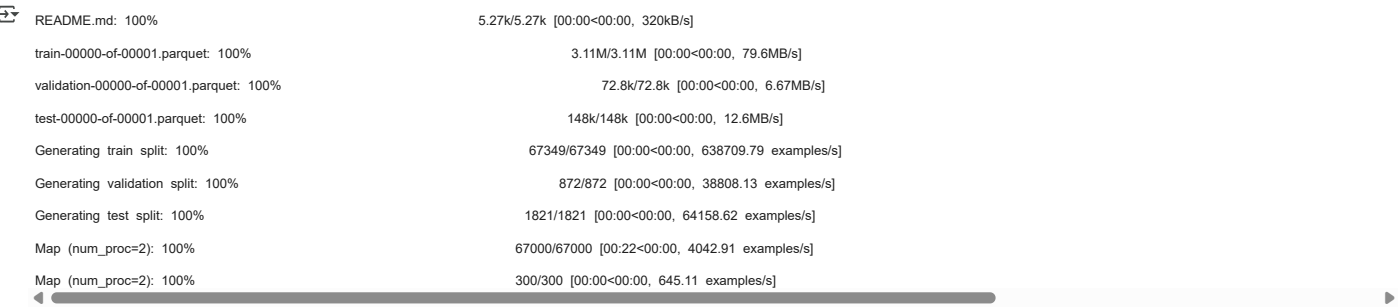 README.md: 100% 5.27k/5.27k [00:00<00:00, 320kB/s]
train-00000-of-00001.parquet: 100% 3.11M/3.11M [00:00<00:00, 79.6MB/s]
validation-00000-of-00001.parquet: 100% 72.8k/72.8k [00:00<00:00, 6.67MB/s]
test-00000-of-00001.parquet: 100% 148k/148k [00:00<00:00, 12.6MB/s]
Generating train split: 100% 67349/67349 [00:00<00:00, 638709.79 examples/s]
Generating validation split: 100% 872/872 [00:00<00:00, 38808.13 examples/s]
Generating test split: 100% 1821/1821 [00:00<00:00, 64158.62 examples/s]
Map (num_proc=2): 100% 67000/67000 [00:22<00:00, 4042.91 examples/s]
Map (num_proc=2): 100% 300/300 [00:00<00:00, 645.11 examples/s]